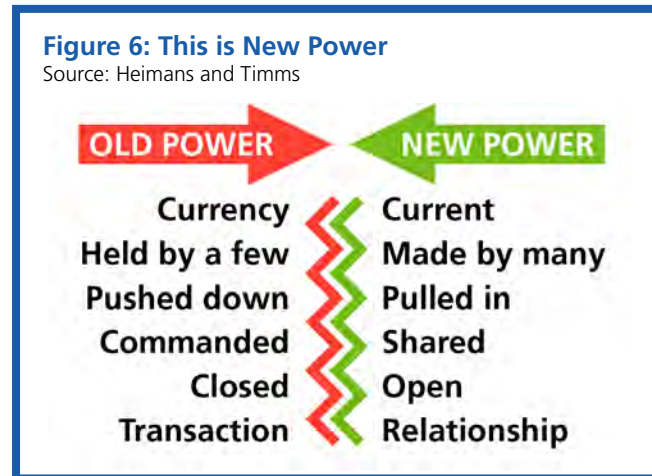 Figure 6: This is New Power
Source: Heimans and Timms
OLD POWER NEW POWER
Currency Current
Held by a few Made by many
Pushed down Pulled in
Commanded Shared
Closed Open
Transaction Relationship